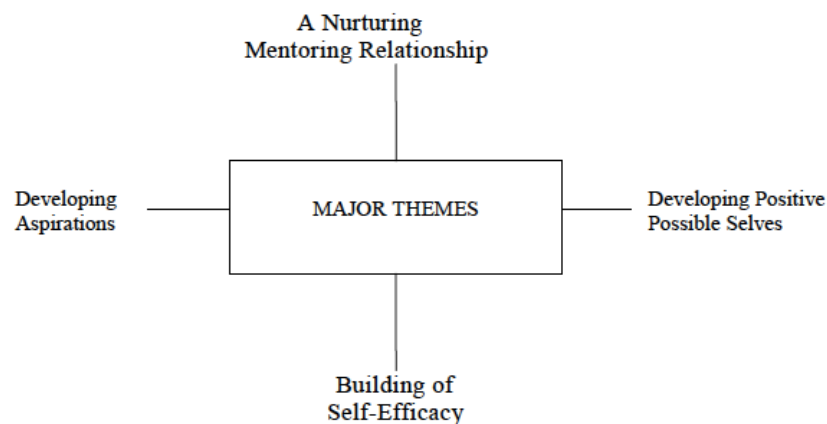 A Nurturing
Mentoring Relationship
Developing
Aspirations
MAJOR THEMES
Developing Positive
Possible Selves
Building of
Self-Efficacy